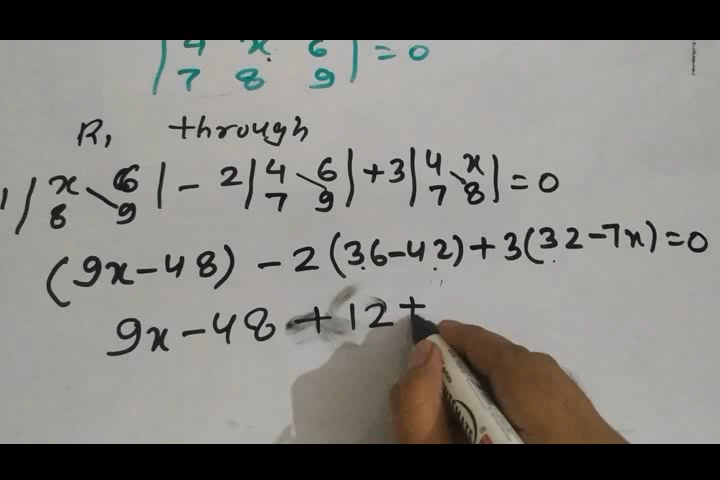 |4 x 6| = 0
|7 8 9|
R, through
1|x 6| - 2|4 6| + 3|4 x| = 0
|8 9| |7 9| |7 8|
(9x-48) - 2(36-42) + 3(32-7x) = 0
9x-48 + 12 +